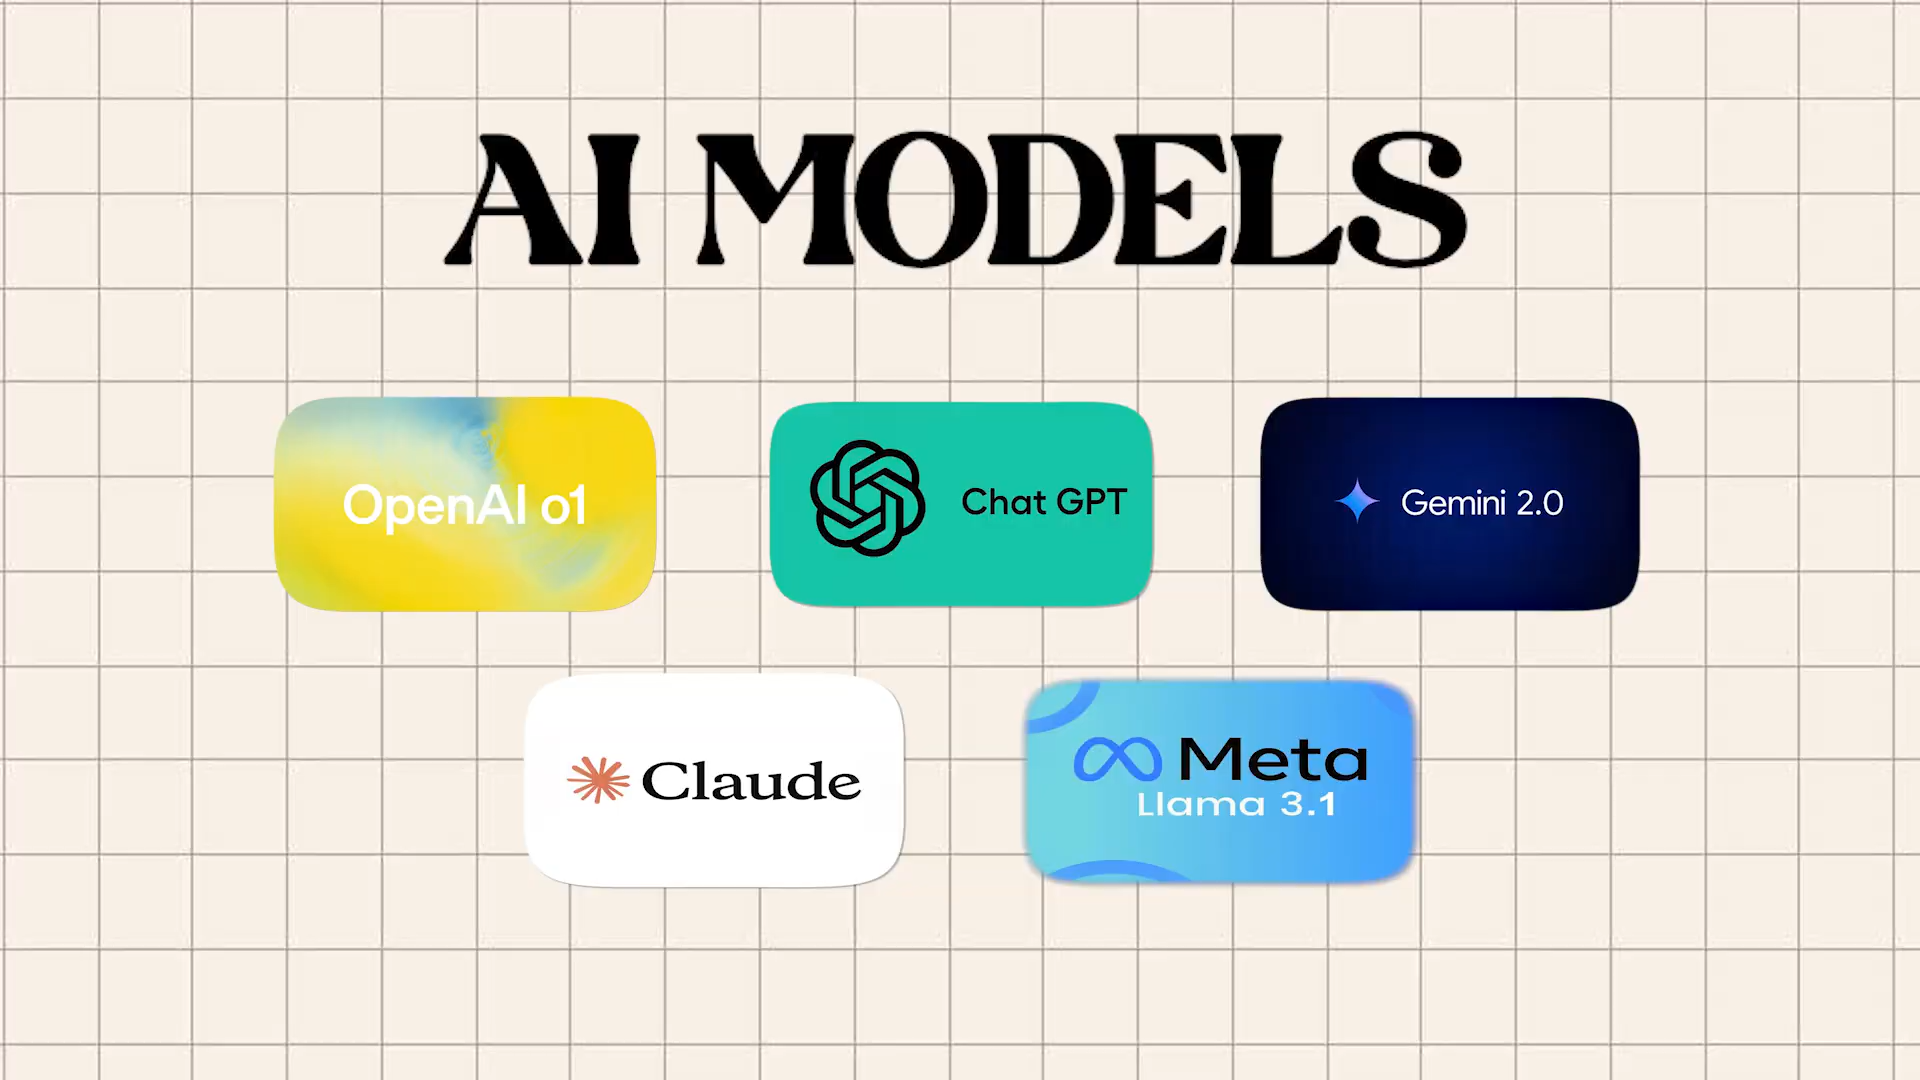 AI MODELS
OpenAI o1
Chat GPT
Gemini 2.0
Claude
Meta
Llama 3.1